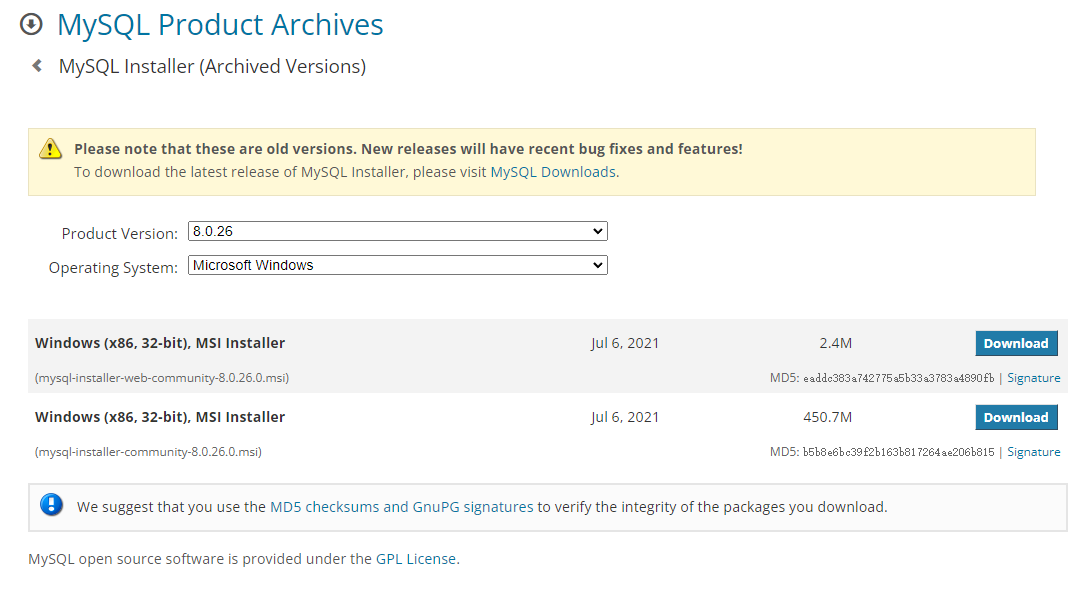 MySQL Product Archives
MySQL Installer (Archived Versions)
Please note that these are old versions. New releases will have recent bug fixes and features!
To download the latest release of MySQL Installer, please visit MySQL Downloads.
Product Version: 8.0.26
Operating System: Microsoft Windows
Windows (x86, 32-bit), MSI Installer Jul 6, 2021 2.4M Download
(mysql-installer-web-community-8.0.26.0.msi) MD5: eaddc383a742775a5b33a3783a4890fb | Signature
Windows (x86, 32-bit), MSI Installer Jul 6, 2021 450.7M Download
(mysql-installer-community-8.0.26.0.msi) MD5: b5b8e6bc39f2b163b817264ae206b815 | Signature
We suggest that you use the MD5 checksums and GnuPG signatures to verify the integrity of the packages you download.
MySQL open source software is provided under the GPL License.